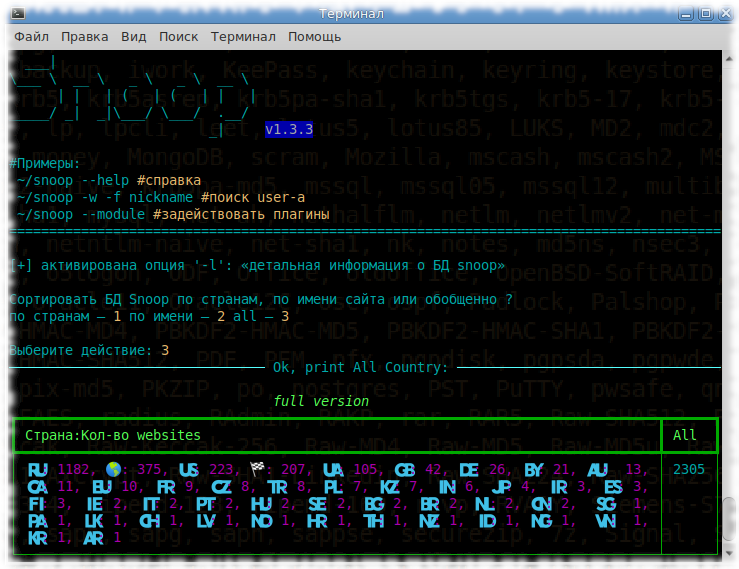 Терминал
Файл Правка Вид Поиск Терминал Помощь
v1.3.3
#Примеры:
~/snoop --help #справка
~/snoop -w -f nickname #поиск user-a
~/snoop --module #задействовать плагины
[+] активирована опция '-l': «детальная информация о БД snoop»
Сортировать БД Snoop по странам, по имени сайта или обобщенно ?
по странам — 1 по имени — 2 all — 3
Выберите действие: 3
Ok, print All Country:
full version
Страна:Кол-во websites All
RU 1182, 🌎: 375, US 223, 🏁: 207, UA 105, GB 42, DE 26, BY: 21, AU 13, 2305
CA 11, EU 10, FR 9, CZ 8, TR 8, PL: 7, KZ 7, IN 6, JP 4, IR 3, ES 3,
FI: 3, IE 2, IT 2, PT 2, HU 2, SE 2, BG 2, BR 2, NL 2, CN 2, SG 1,
PA 1, LK 1, CH 1, LV 1, NO 1, HR 1, TH 1, NZ 1, ID 1, NG 1, VN 1,
KR 1, AR 1